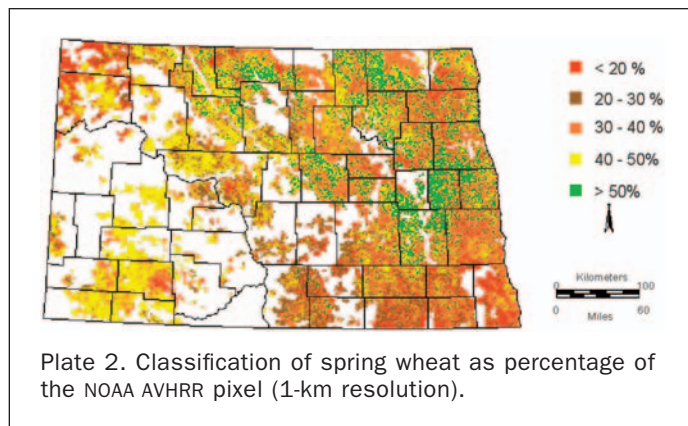 < 20 %
20 - 30 %
30 - 40 %
40 - 50%
> 50%
Kilometers
0 100
0 60
Miles
Plate 2. Classification of spring wheat as percentage of
the NOAA AVHRR pixel (1-km resolution).